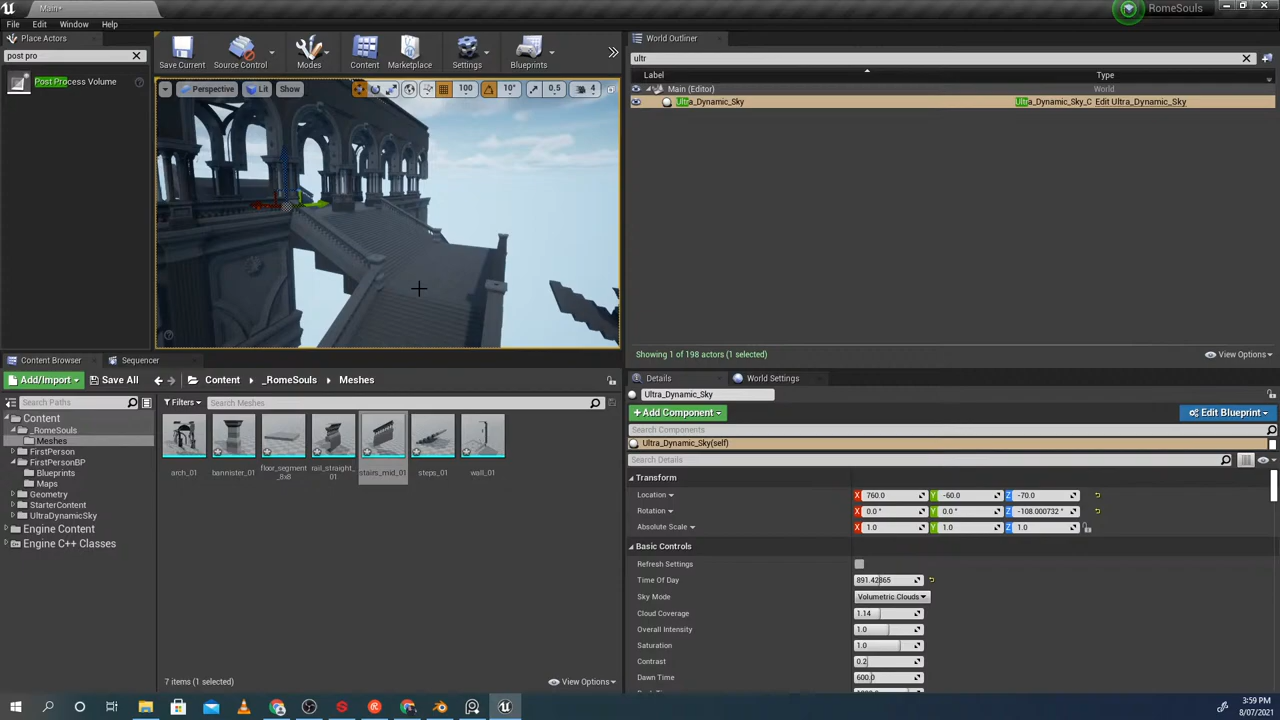 Main*
RomeSouls
File Edit Window Help
Place Actors
World Outliner
post pro
Save Current
Source Control
Modes
Content
Marketplace
Settings
Blueprints
ultr
Label
Type
Post Process Volume
Perspective
Lit
Show
100
10°
0.5
4
Main (Editor)
World
Ultra_Dynamic_Sky
Ultra_Dynamic_Sky_C
Edit Ultra_Dynamic_Sky
Showing 1 of 198 actors (1 selected)
View Options
Content Browser
Sequencer
Details
World Settings
Add/Import
Save All
Content
_RomeSouls
Meshes
Ultra_Dynamic_Sky
Search Paths
Filters
Search Meshes
+Add Component
Edit Blueprint
Content
_RomeSouls
Meshes
FirstPerson
FirstPersonBP
Blueprints
Maps
Geometry
StarterContent
UltraDynamicSky
Engine Content
Engine C++ Classes
arch_01
bannister_01
floor_segment_
8x8
rail_straight_
01
stairs_mid_01
steps_01
wall_01
Search Components
Ultra_Dynamic_Sky(self)
Search Details
Transform
Location
X 760.0
Y -60.0
Z -70.0
Rotation
X 0.0 °
Y 0.0 °
Z -108.000732 °
Absolute Scale
X 1.0
Y 1.0
Z 1.0
Basic Controls
Refresh Settings
Time Of Day
891.42865
Sky Mode
Volumetric Clouds
Cloud Coverage
1.14
Overall Intensity
1.0
Saturation
1.0
Contrast
0.2
Dawn Time
600.0
7 items (1 selected)
View Options
3:59 PM
8/07/2021